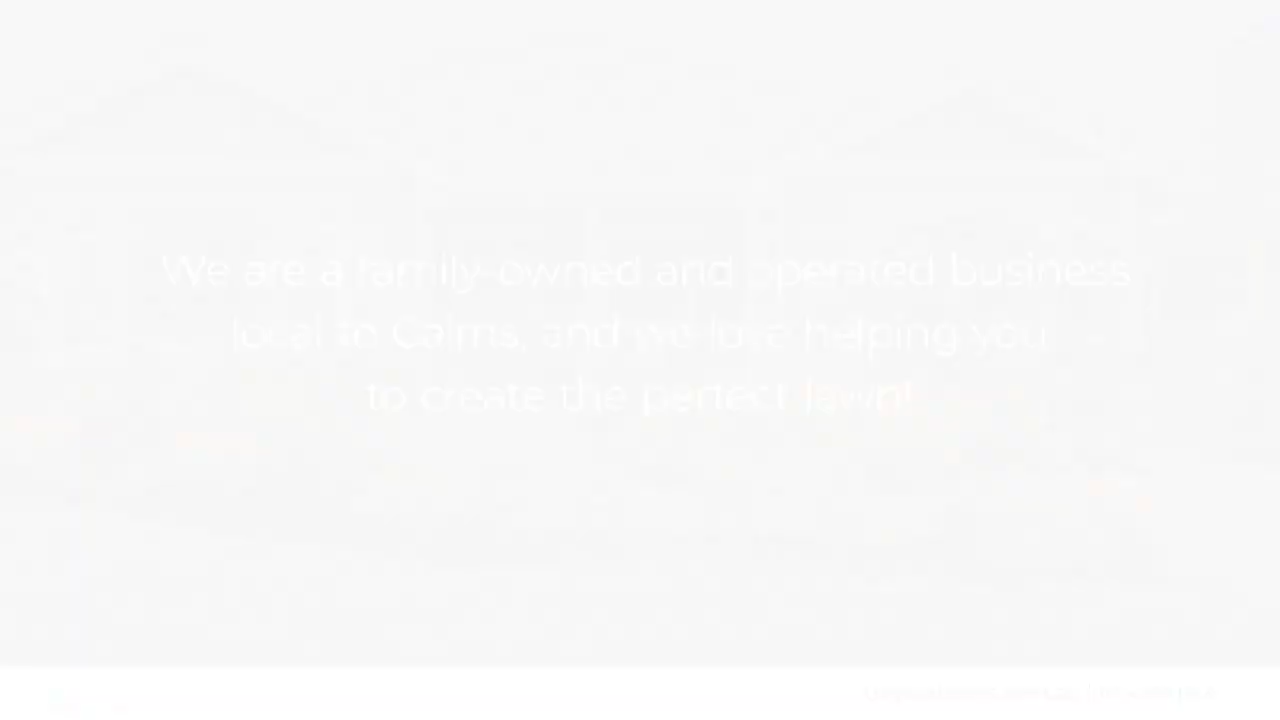 We are a family-owned and operated business
local to Cairns, and we love helping you
to create the perfect lawn!